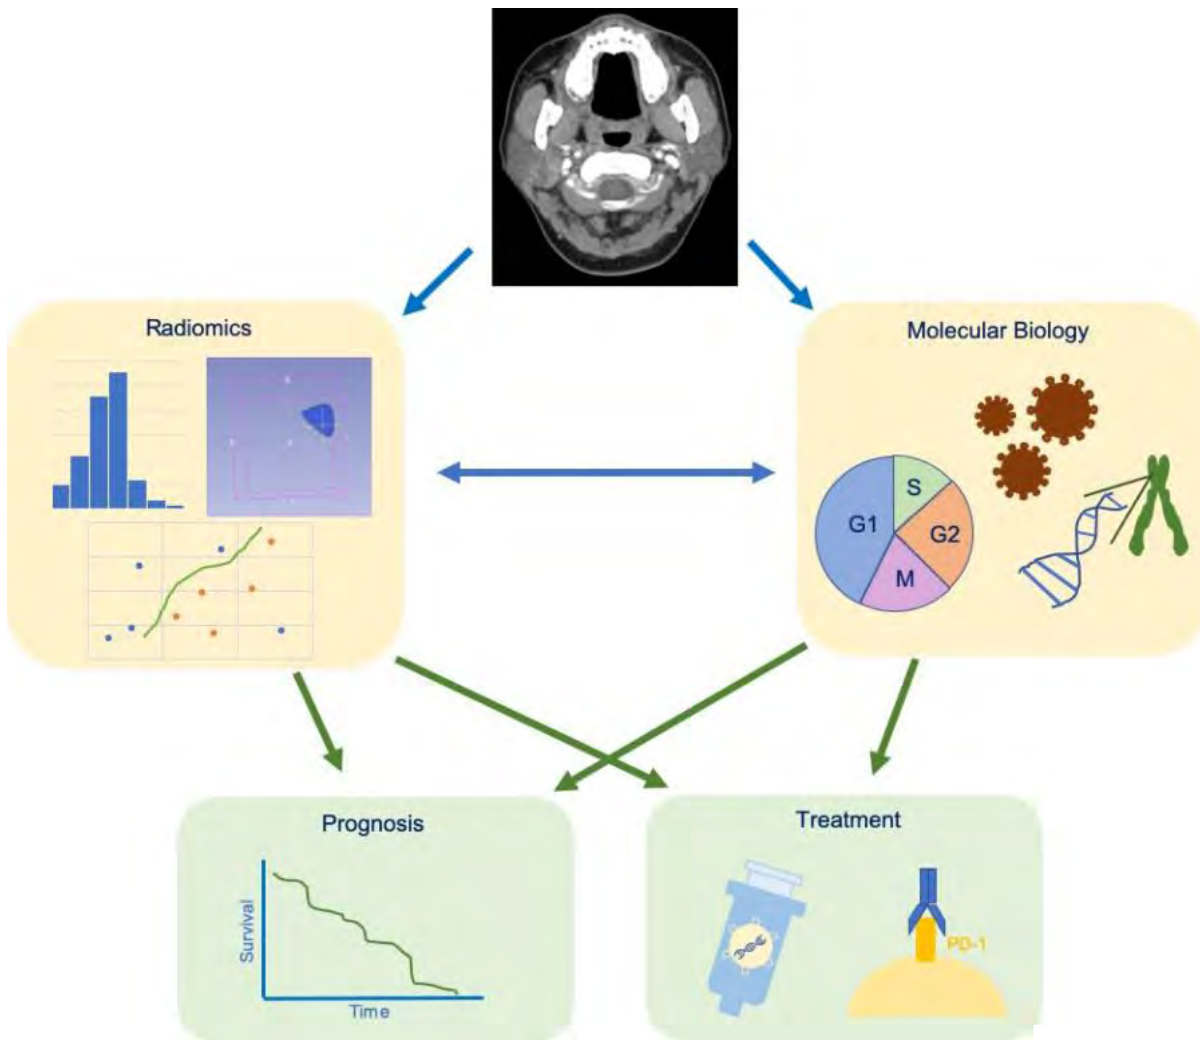 Radiomics
Molecular Biology
S
G1
G2
M
Prognosis
Survival
Time
Treatment
PD-1